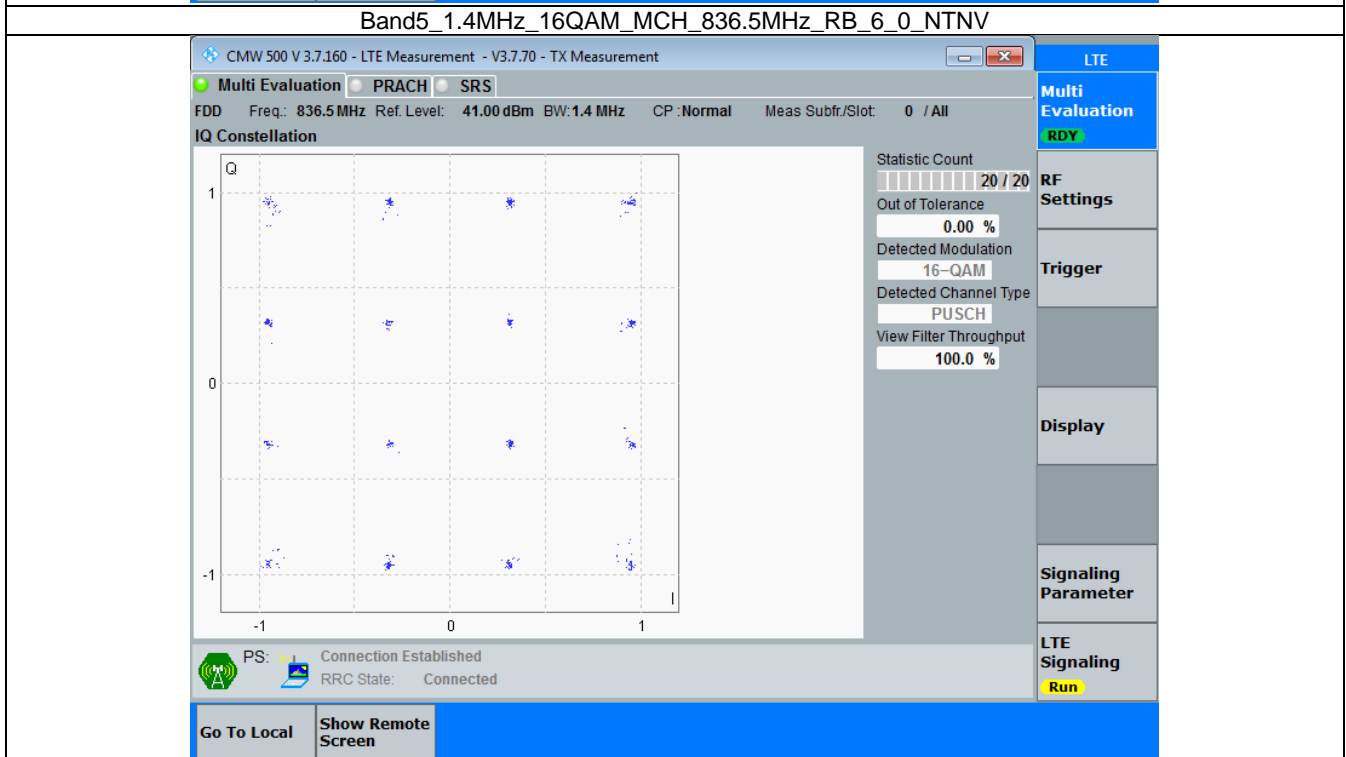 Band5_1.4MHz_16QAM_MCH_836.5MHz_RB_6_0_NTNV
CMW 500 V 3.7.160 - LTE Measurement - V3.7.70 - TX Measurement
LTE
Multi Evaluation PRACH SRS
FDD Freq.: 836.5 MHz Ref. Level: 41.00 dBm BW: 1.4 MHz CP : Normal Meas Subfr./Slot: 0 / All
IQ Constellation
Q
1
0
-1
I
-1 0 1
Statistic Count
20 / 20
Out of Tolerance
0.00 %
Detected Modulation
16-QAM
Detected Channel Type
PUSCH
View Filter Throughput
100.0 %
Multi
Evaluation
RDY
RF
Settings
Trigger
Display
Signaling
Parameter
LTE
Signaling
Run
PS: Connection Established
RRC State: Connected
Go To Local
Show Remote
Screen